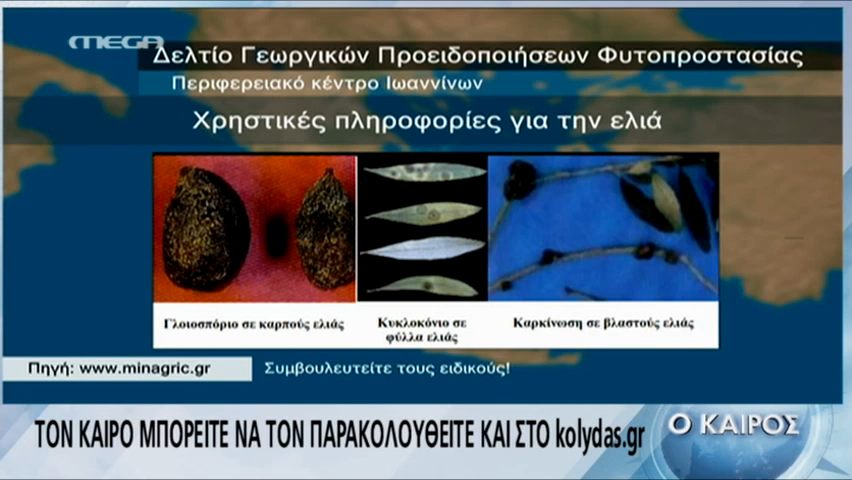 MEGA
Δελτίο Γεωργικών Προειδοποιήσεων Φυτοπροστασίας
Περιφερειακό κέντρο Ιωαννίνων
Χρηστικές πληροφορίες για την ελιά
Γλοιοσπόριο σε καρπούς ελιάς
Κυκλοκόνιο σε
φύλλα ελιάς
Καρκίνωση σε βλαστούς ελιάς
Πηγή: www.minagric.gr
Συμβουλευτείτε τους ειδικούς!
ΤΟΝ ΚΑΙΡΟ ΜΠΟΡΕΙΤΕ ΝΑ ΤΟΝ ΠΑΡΑΚΟΛΟΥΘΕΙΤΕ ΚΑΙ ΣΤΟ kolydas.gr
Ο ΚΑΙΡΟΣ